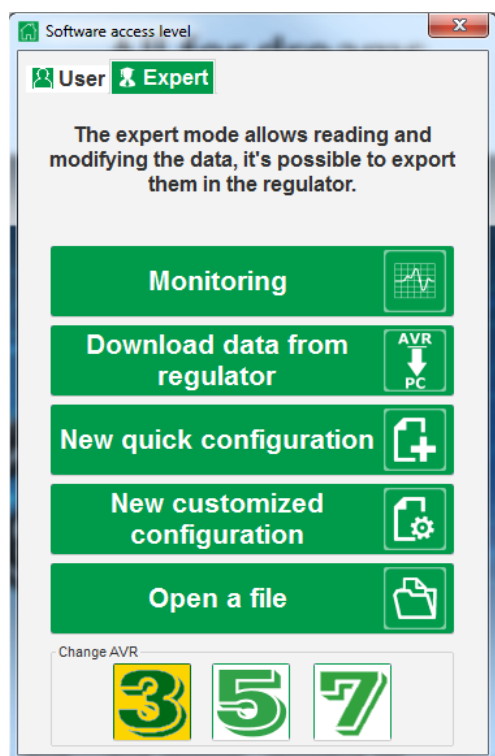 Software access level
User Expert
The expert mode allows reading and
modifying the data, it's possible to export
them in the regulator.
Monitoring
Download data from
regulator
AVR
PC
New quick configuration
New customized
configuration
Open a file
Change AVR
3 5 7